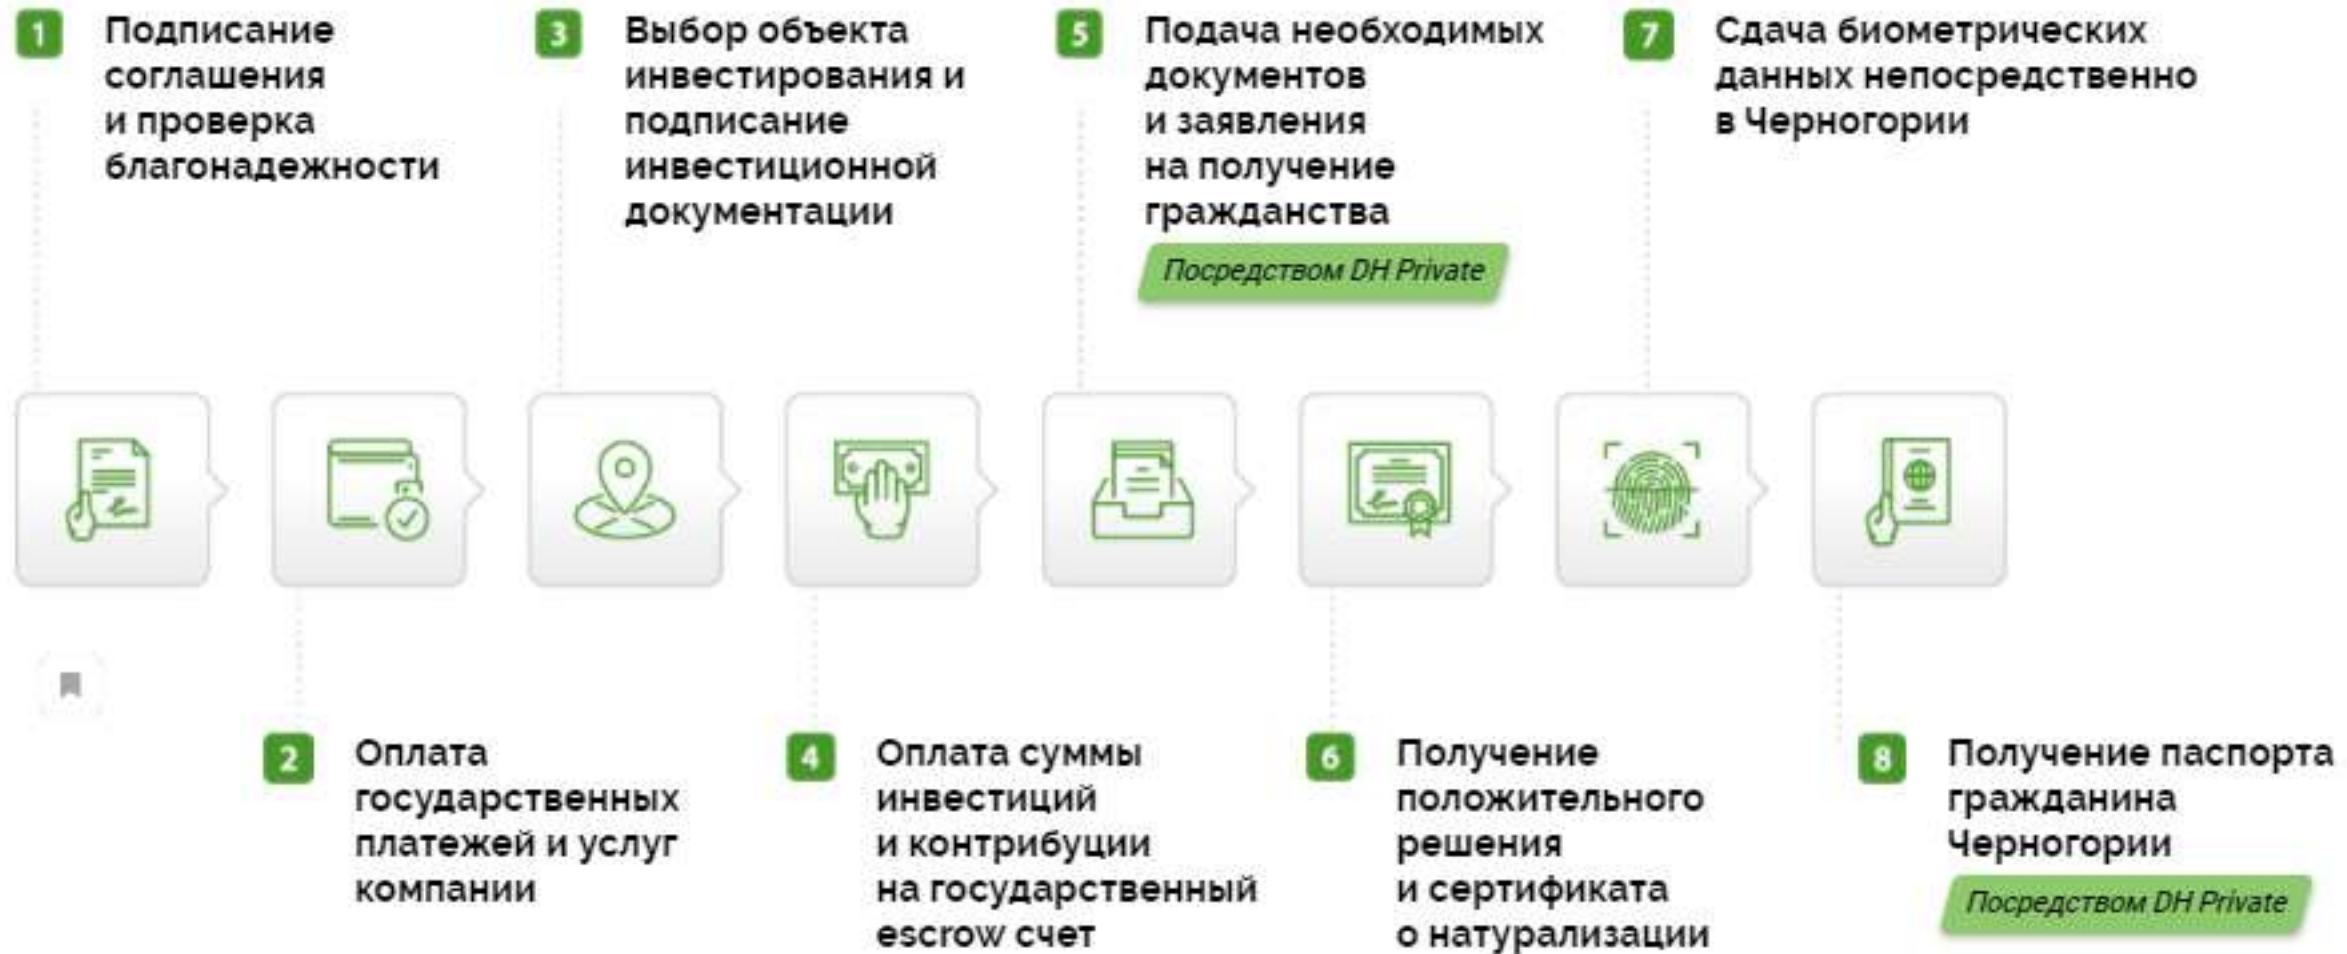 1
Подписание
соглашения
и проверка
благонадежности
3
Выбор объекта
инвестирования и
подписание
инвестиционной
документации
5
Подача необходимых
документов
и заявления
на получение
гражданства
Посредством DH Private
7
Сдача биометрических
данных непосредственно
в Черногории
2
Оплата
государственных
платежей и услуг
компании
4
Оплата суммы
инвестиций
и контрибуции
на государственный
escrow счет
6
Получение
положительного
решения
и сертификата
о натурализации
8
Получение паспорта
гражданина
Черногории
Посредством DH Private